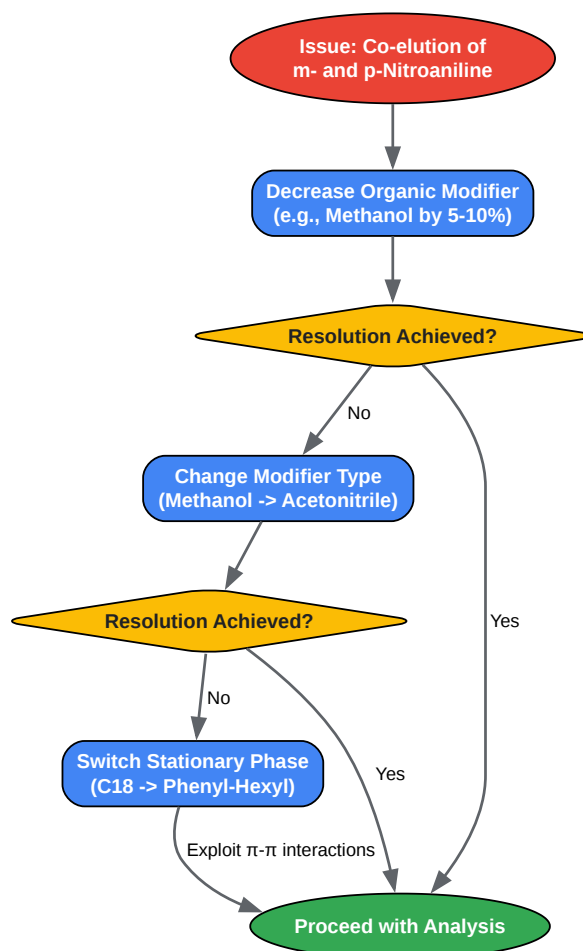 Issue: Co-elution of
m- and p-Nitroaniline
Decrease Organic Modifier
(e.g., Methanol by 5-10%)
Resolution Achieved?
No
Change Modifier Type
(Methanol -> Acetonitrile)
Resolution Achieved?
Yes
No
Switch Stationary Phase
(C18 -> Phenyl-Hexyl)
Yes
Exploit π-π interactions
Proceed with Analysis